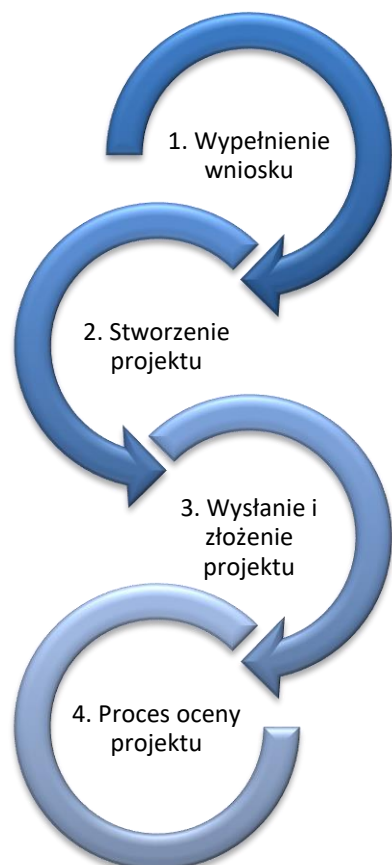 1. Wypełnienie
wniosku
2. Stworzenie
projektu
3. Wysłanie i
złożenie
projektu
4. Proces oceny
projektu